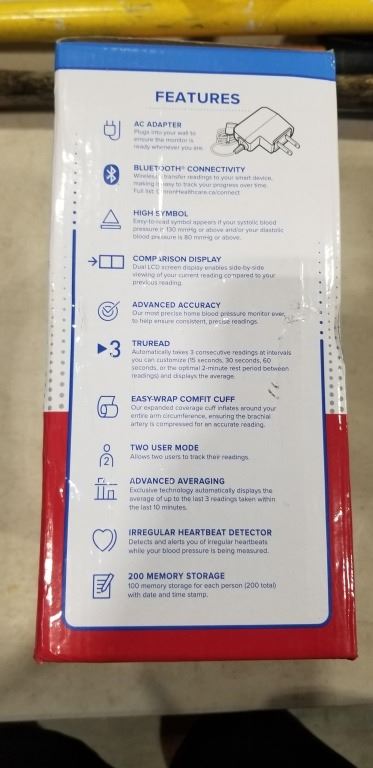 FEATURES
AC ADAPTER
Plugs into your wall to
ensure the monitor is
ready whenever you are.
BLUETOOTH® CONNECTIVITY
Wirelessly transfer readings to your smart device,
making it easy to track your progress over time.
Full list: OmronHealthcare.ca/connect
HIGH SYMBOL
Easy-to-read symbol appears if your systolic blood
pressure is 130 mmHg or above and/or your diastolic
blood pressure is 80 mmHg or above.
COMPARISON DISPLAY
Dual LCD screen display enables side-by-side
viewing of your current reading compared to your
previous reading.
ADVANCED ACCURACY
Our most precise home blood pressure monitor ever,
to help ensure consistent, precise readings.
3
TRUREAD
Automatically takes 3 consecutive readings at intervals
you can customize (15 seconds, 30 seconds, 60
seconds, or the optimal 2-minute rest period between
readings) and displays the average.
EASY-WRAP COMFIT CUFF
Our expanded coverage cuff inflates around your
entire arm circumference, ensuring the brachial
artery is compressed for an accurate reading.
2
TWO USER MODE
Allows two users to track their readings.
ADVANCED AVERAGING
Exclusive technology automatically displays the
average of up to the last 3 readings taken within
the last 10 minutes.
IRREGULAR HEARTBEAT DETECTOR
Detects and alerts you of irregular heartbeats
while your blood pressure is being measured.
200 MEMORY STORAGE
100 memory storage for each person (200 total)
with date and time stamp.